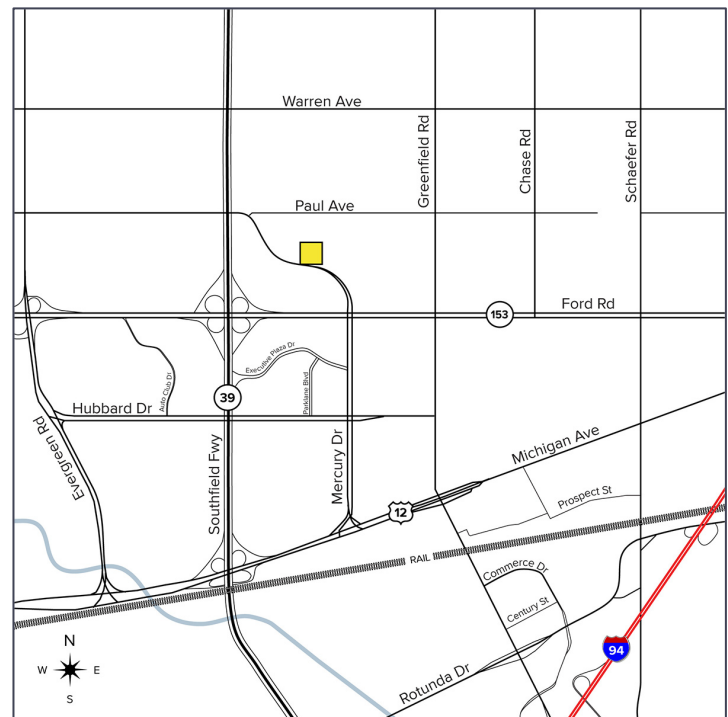 Warren Ave
Greenfield Rd
Chase Rd
Schaefer Rd
Paul Ave
Ford Rd
153
Executive Plaza Dr
Auto Club Dr
Parklane Blvd
39
Hubbard Dr
Evergreen Rd
Southfield Fwy
Mercury Dr
Michigan Ave
12
Prospect St
RAIL
Commerce Dr
Century St
N
W E
S
94
Rotunda Dr